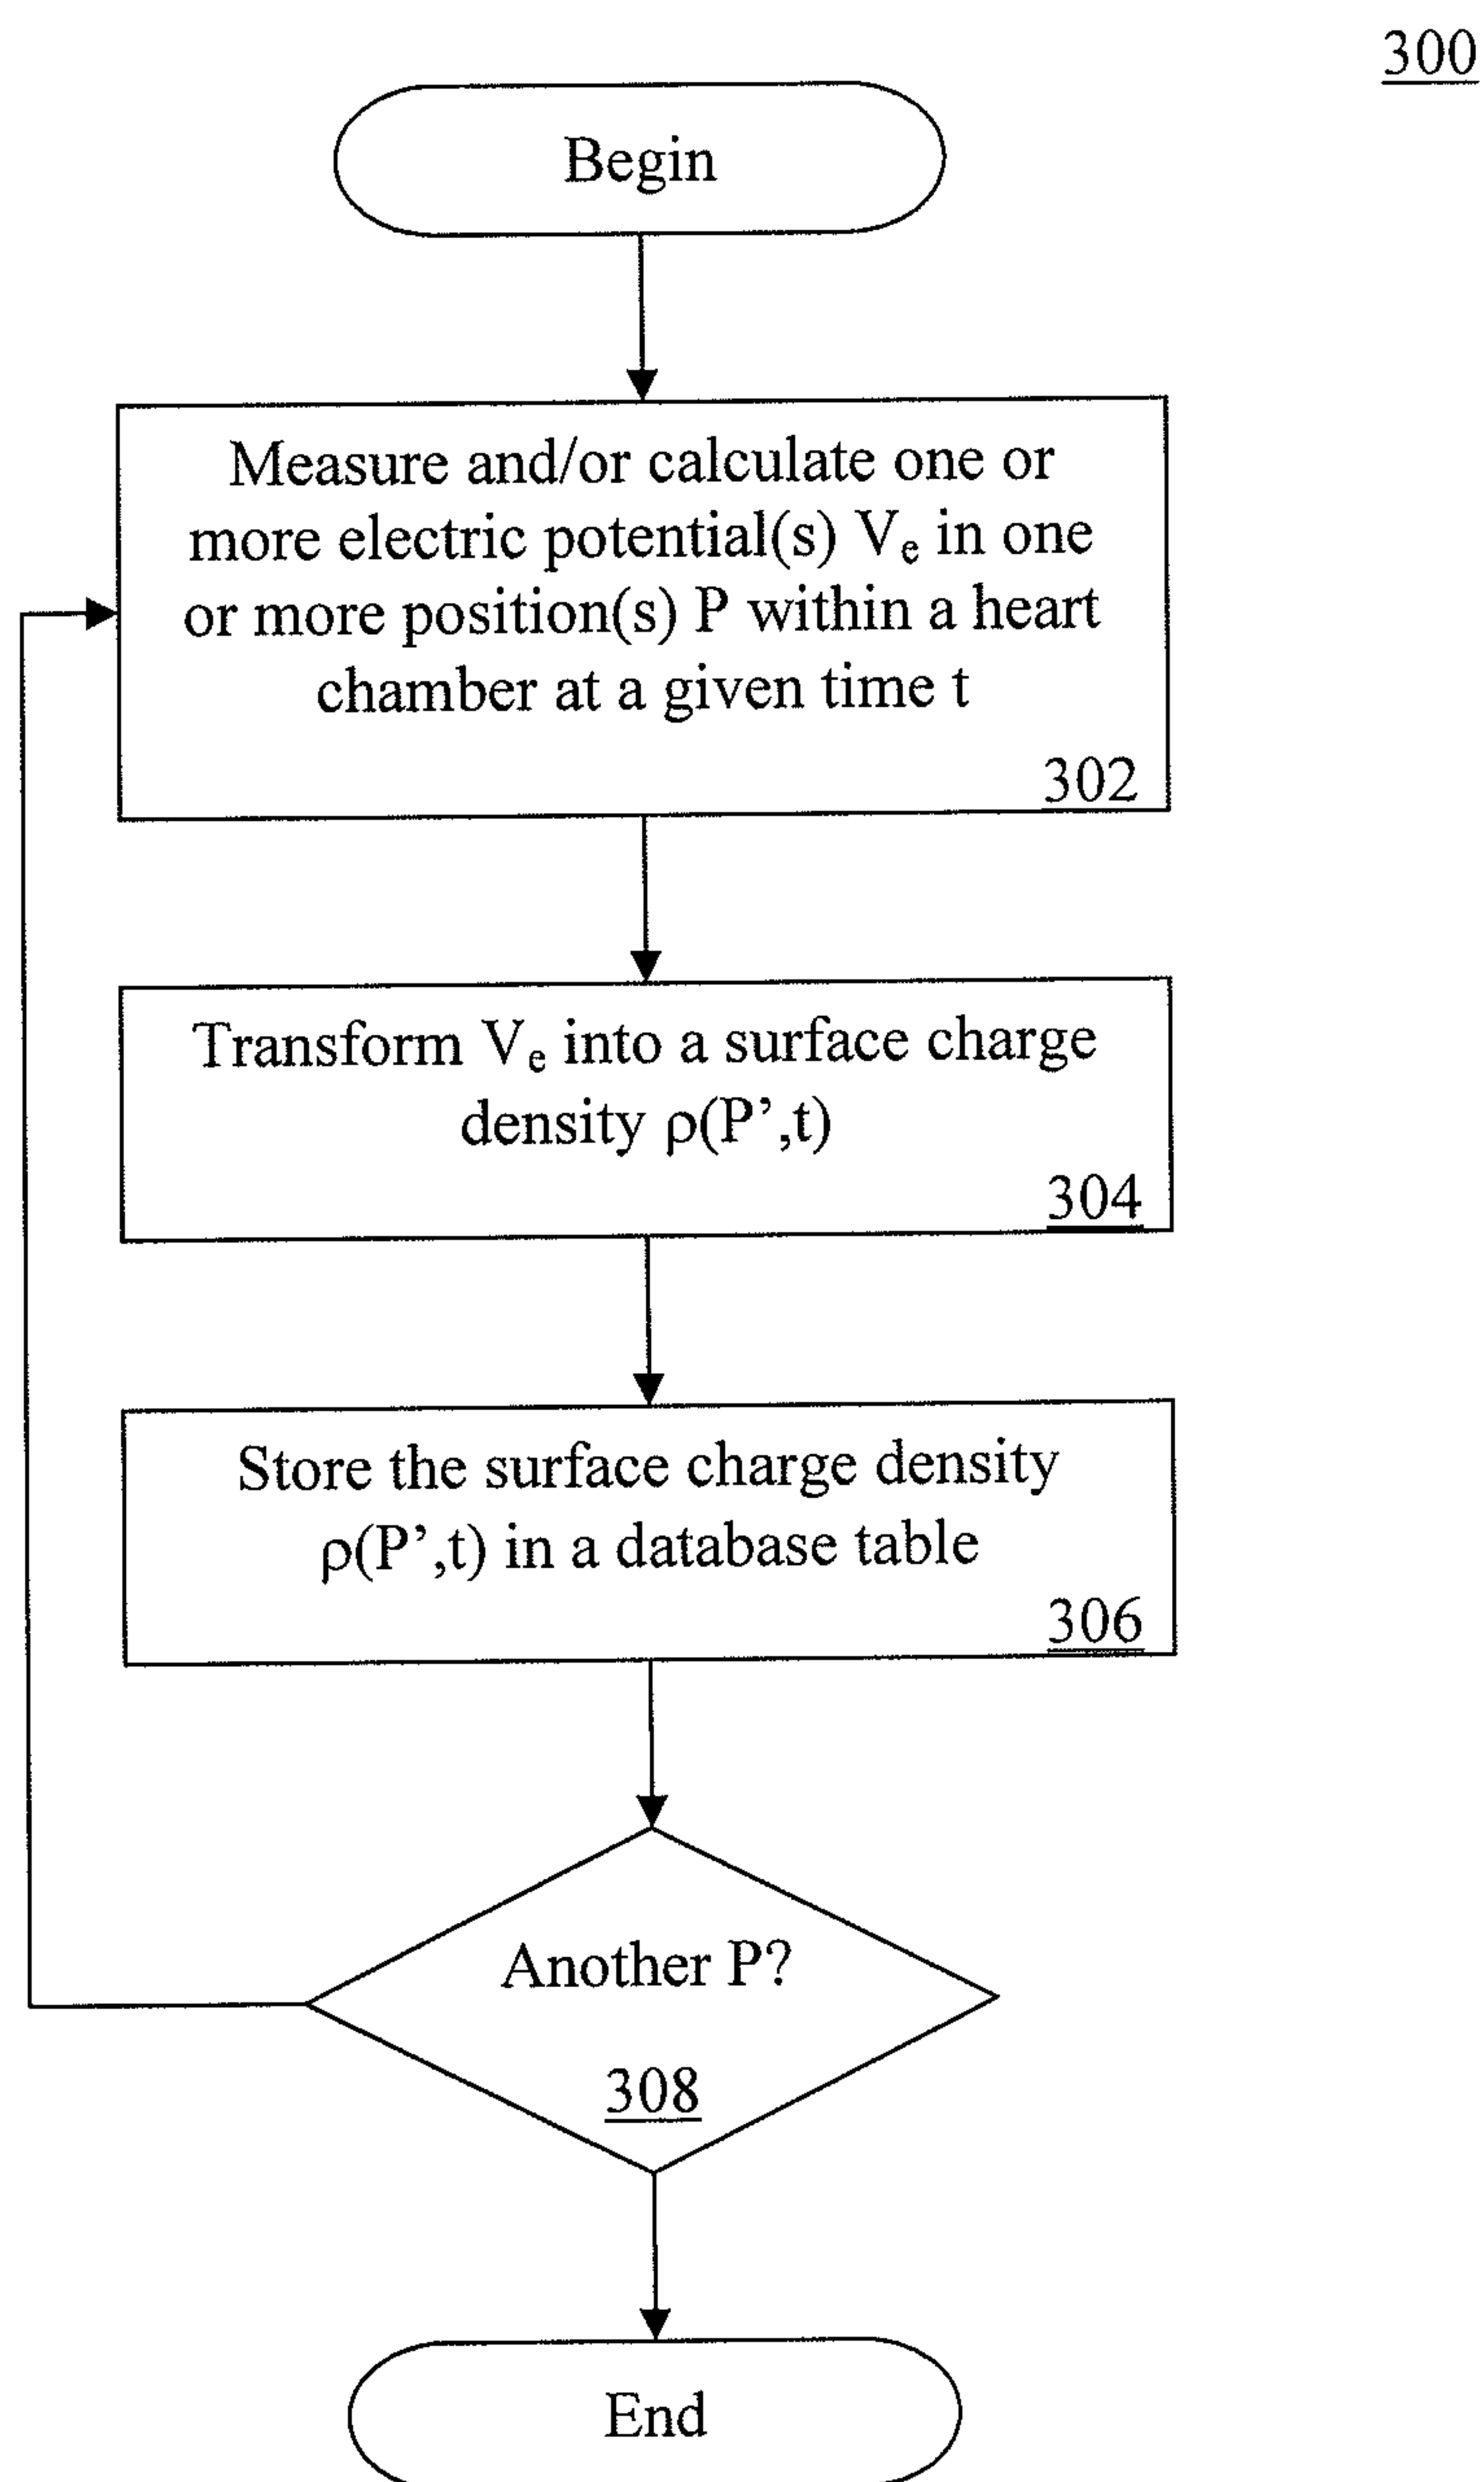 300
Begin
Measure and/or calculate one or
more electric potential(s) Vₑ in one
or more position(s) P within a heart
chamber at a given time t
302
Transform Vₑ into a surface charge
density ρ(P’,t)
304
Store the surface charge density
ρ(P’,t) in a database table
306
Another P?
308
End